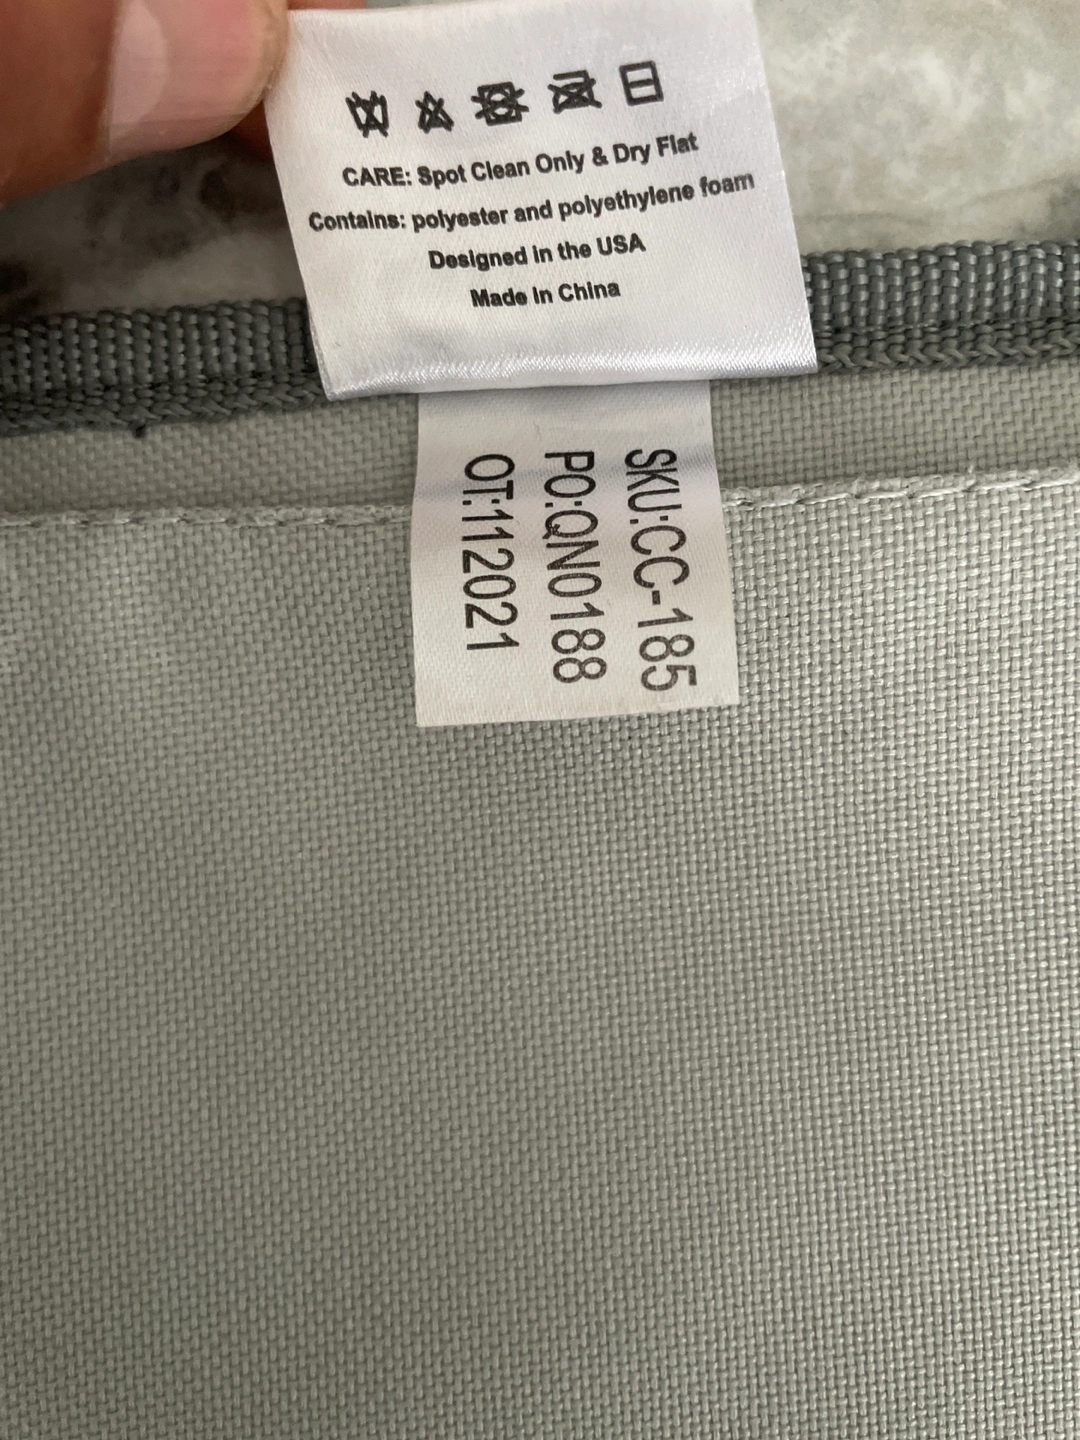 CARE: Spot Clean Only & Dry Flat
Contains: polyester and polyethylene foam
Designed in the USA
Made in China
SKU:CC-185
PO:QN0188
OT:112021